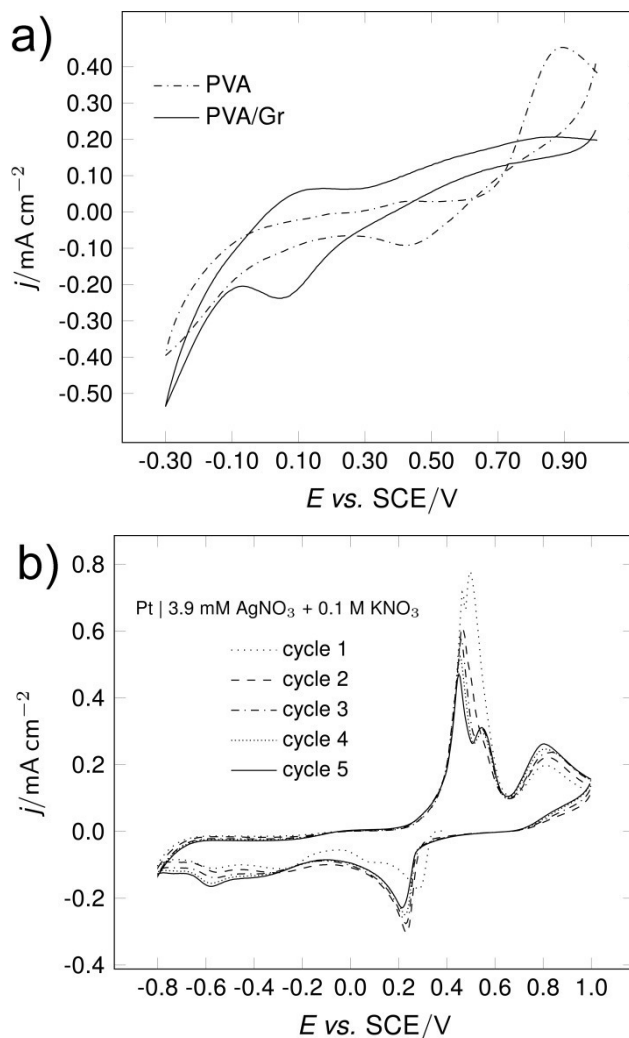 a)
0.40
0.30
0.20
0.10
0.00
-0.10
-0.20
-0.30
-0.40
-0.50
j/mA cm⁻²
PVA
PVA/Gr
-0.30 -0.10 0.10 0.30 0.50 0.70 0.90
E vs. SCE/V
b)
0.8
0.6
0.4
0.2
0.0
-0.2
-0.4
j/mA cm⁻²
Pt | 3.9 mM AgNO₃ + 0.1 M KNO₃
cycle 1
cycle 2
cycle 3
cycle 4
cycle 5
-0.8 -0.6 -0.4 -0.2 0.0 0.2 0.4 0.6 0.8 1.0
E vs. SCE/V